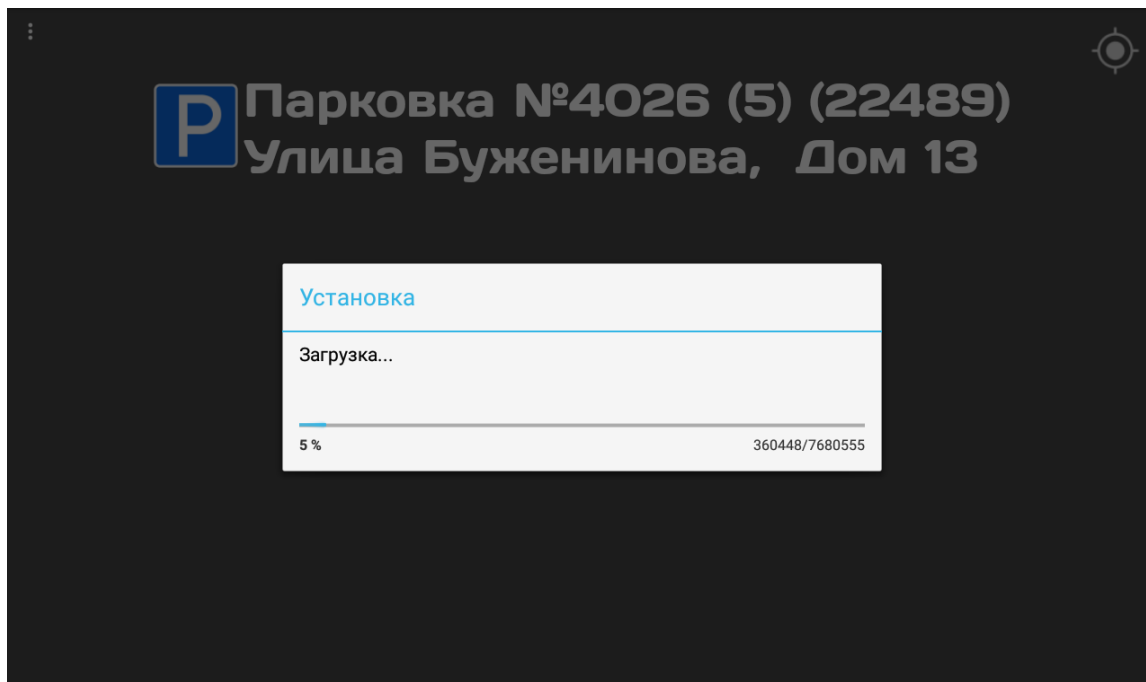 P
Парковка №4026 (5) (22489)
Улица Буженинова, Дом 13
Установка
Загрузка...
5 %
360448/7680555